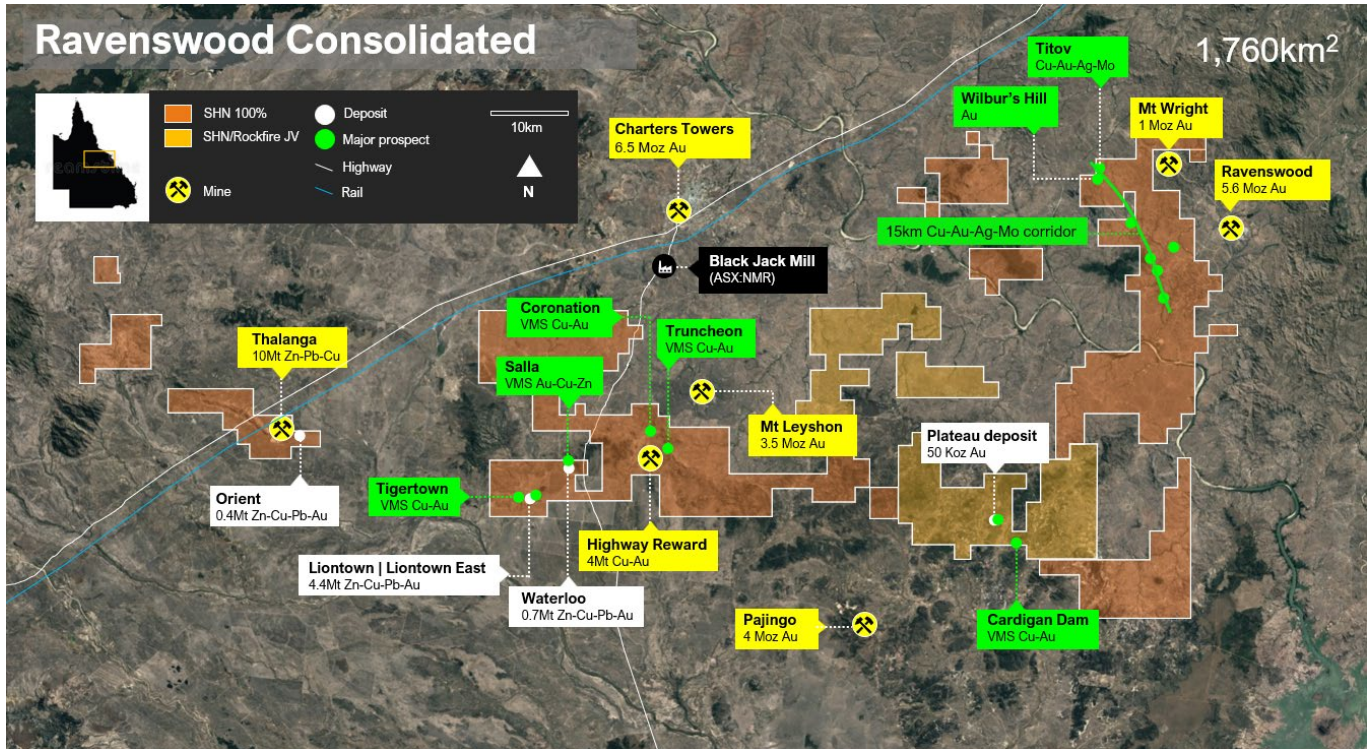 Ravenswood Consolidated
1,760km2
SHN 100%
SHN/Rockfire JV
Mine
Deposit
Major prospect
Highway
Rail
10km
N
Titov
Cu-Au-Ag-Mo
Wilbur's Hill
Au
Mt Wright
1 Moz Au
Charters Towers
6.5 Moz Au
Ravenswood
5.6 Moz Au
15km Cu-Au-Ag-Mo corridor
Black Jack Mill
(ASX:NMR)
Coronation
VMS Cu-Au
Truncheon
VMS Cu-Au
Thalanga
10Mt Zn-Pb-Cu
Salla
VMS Au-Cu-Zn
Mt Leyshon
3.5 Moz Au
Plateau deposit
50 Koz Au
Orient
0.4Mt Zn-Cu-Pb-Au
Tigertown
VMS Cu-Au
Highway Reward
4Mt Cu-Au
Liontown | Liontown East
4.4Mt Zn-Cu-Pb-Au
Waterloo
0.7Mt Zn-Cu-Pb-Au
Pajingo
4 Moz Au
Cardigan Dam
VMS Cu-Au